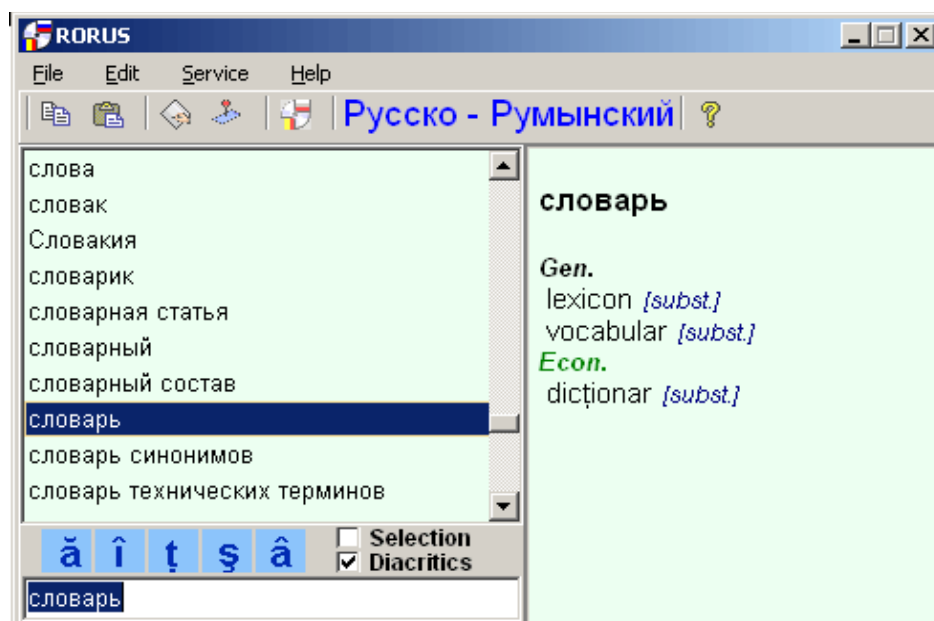 RORUS
File Edit Service Help
Русско - Румынский
слова
словак
Словакия
словарик
словарная статья
словарный
словарный состав
словарь
словарь синонимов
словарь технических терминов
ă î ț ş â
Selection
Diacritics
словарь
словарь
Gen.
lexicon [subst.]
vocabular [subst.]
Econ.
dicționar [subst.]